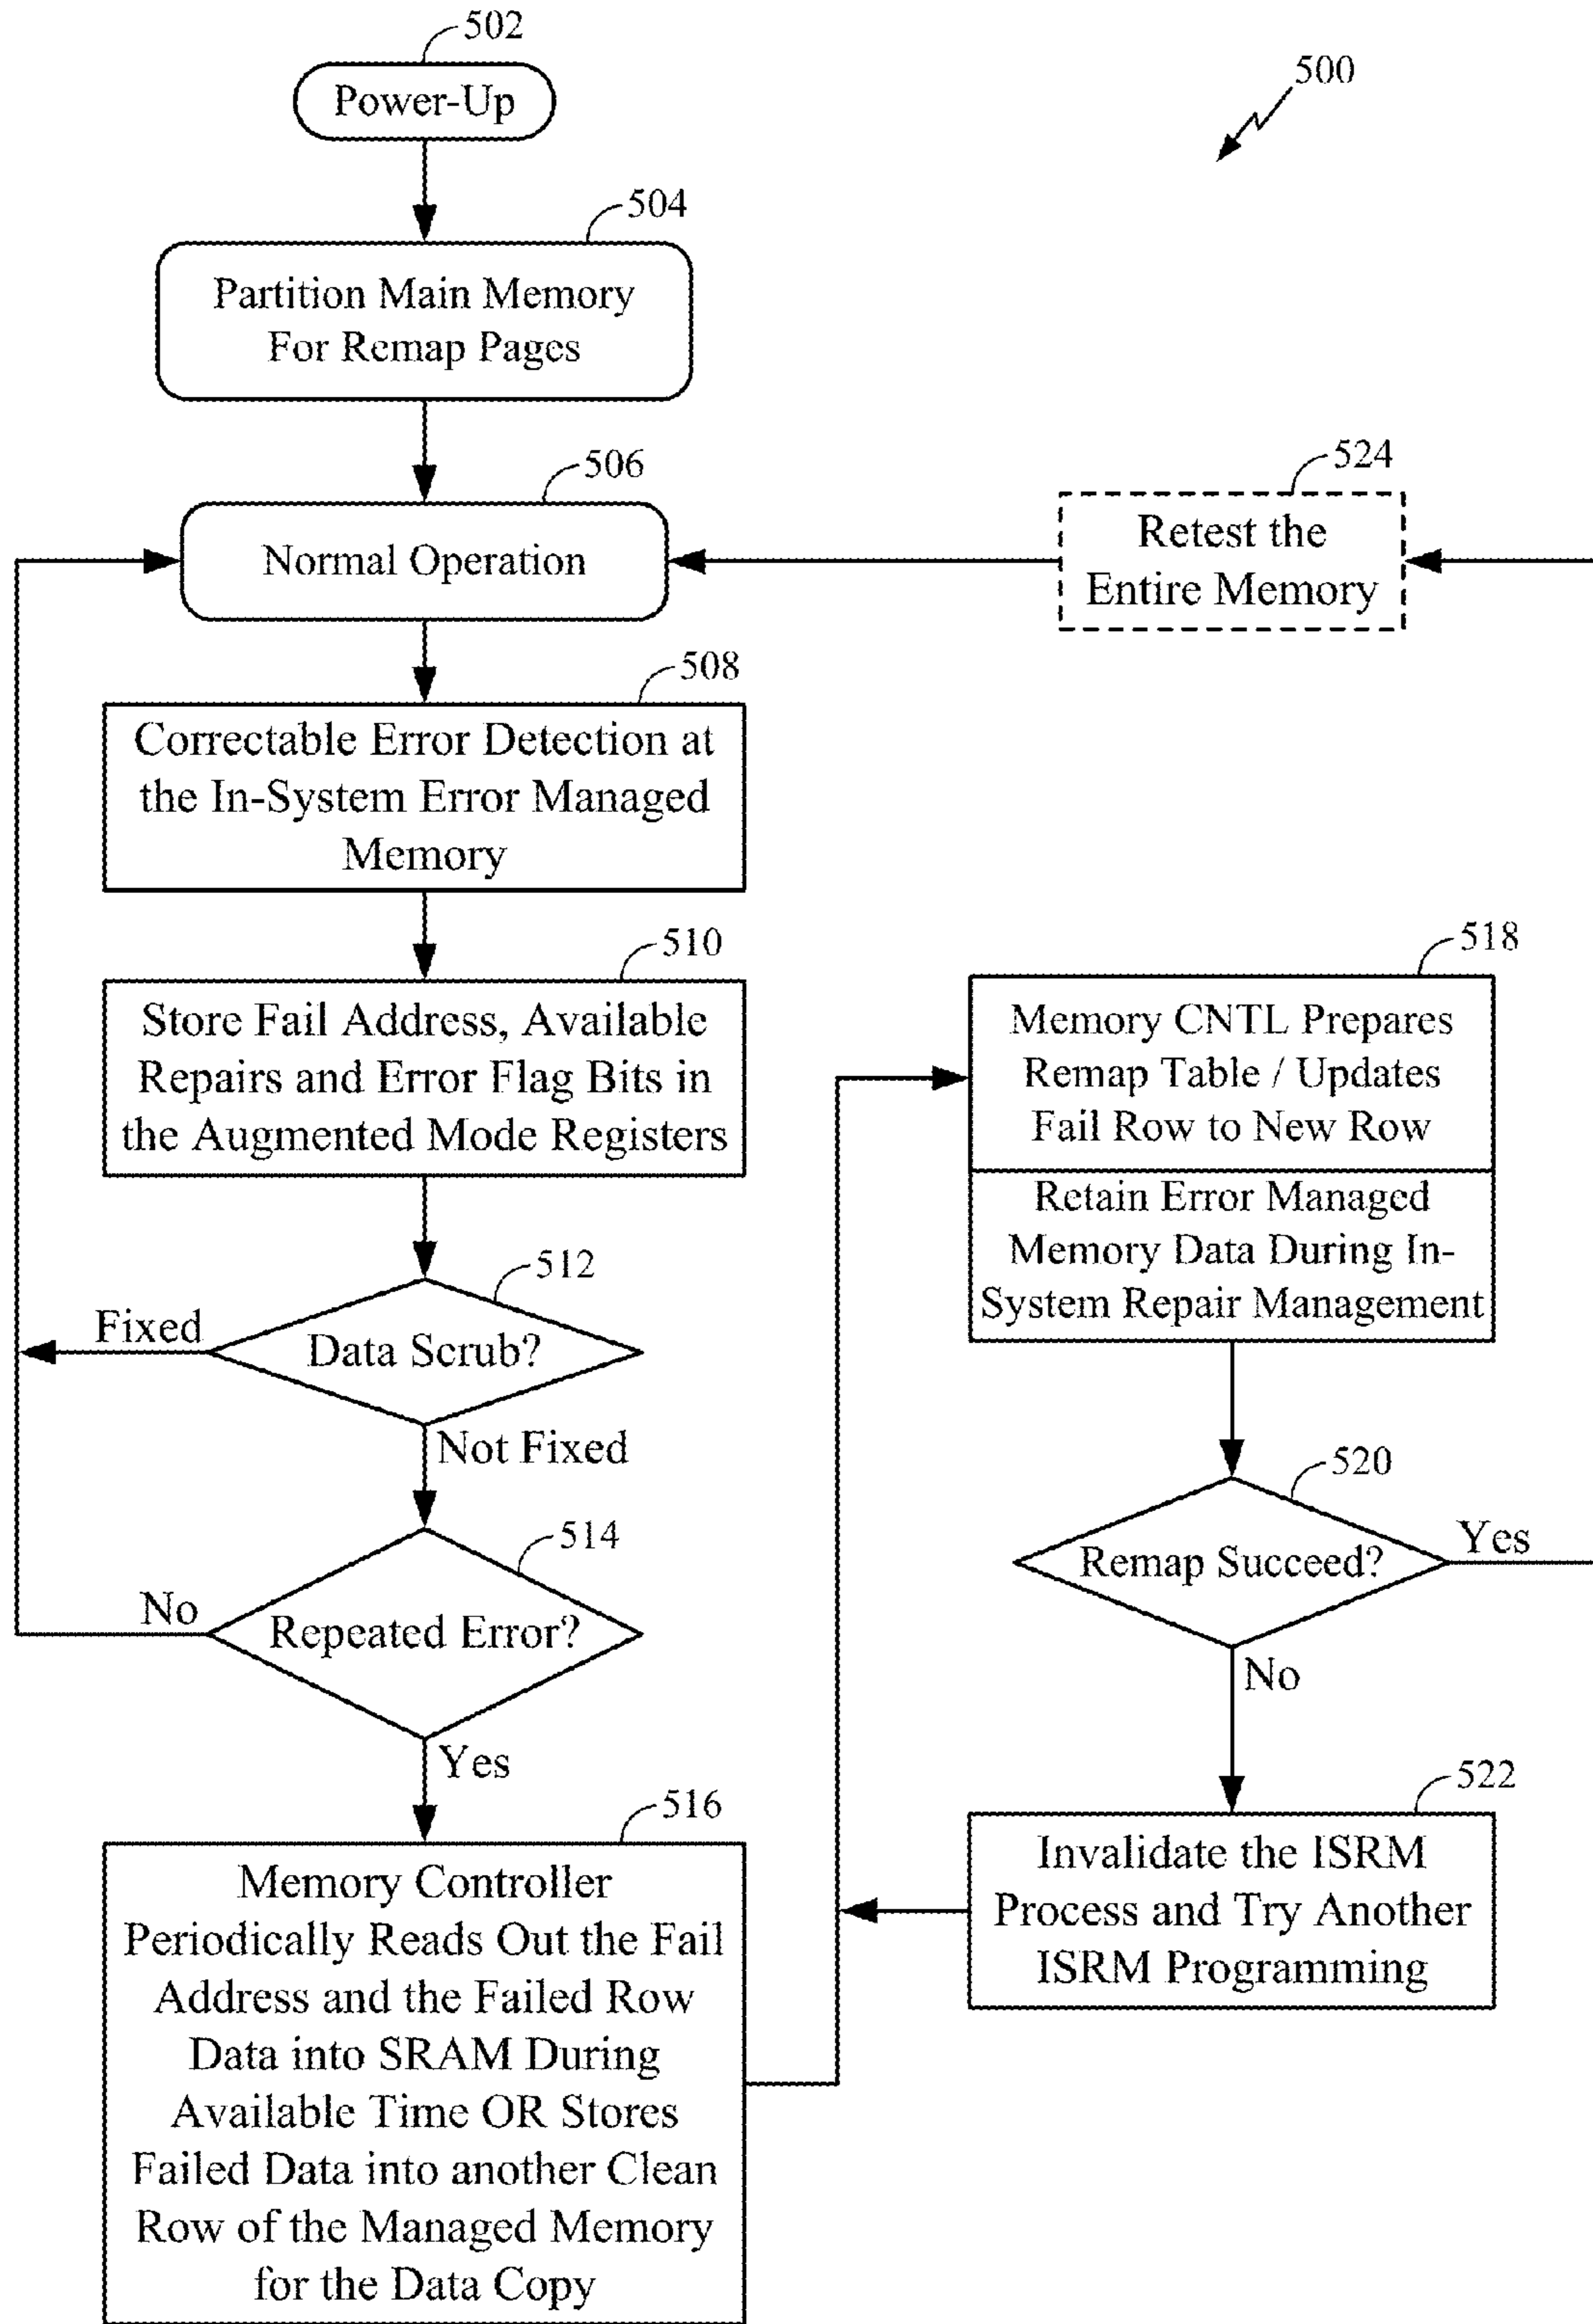 502
Power-Up
500
504
Partition Main Memory
For Remap Pages
506
Normal Operation
524
Retest the
Entire Memory
508
Correctable Error Detection at
the In-System Error Managed
Memory
510
Store Fail Address, Available
Repairs and Error Flag Bits in
the Augmented Mode Registers
512
Fixed
Data Scrub?
Not Fixed
514
No
Repeated Error?
Yes
516
Memory Controller
Periodically Reads Out the Fail
Address and the Failed Row
Data into SRAM During
Available Time OR Stores
Failed Data into another Clean
Row of the Managed Memory
for the Data Copy
518
Memory CNTL Prepares
Remap Table / Updates
Fail Row to New Row
Retain Error Managed
Memory Data During In-
System Repair Management
520
Remap Succeed?
Yes
No
522
Invalidate the ISRM
Process and Try Another
ISRM Programming